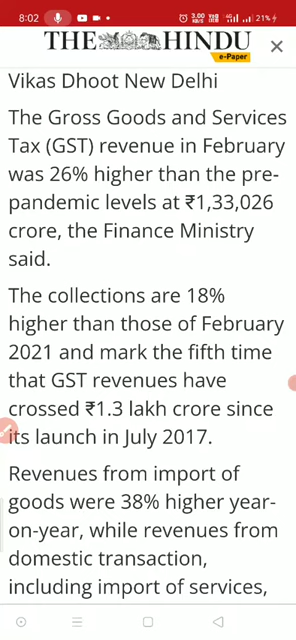 8:02 3.00 KB/S 4G 21%
THE HINDU
e-Paper
Vikas Dhoot New Delhi
The Gross Goods and Services
Tax (GST) revenue in February
was 26% higher than the pre-
pandemic levels at ₹1,33,026
crore, the Finance Ministry
said.
The collections are 18%
higher than those of February
2021 and mark the fifth time
that GST revenues have
crossed ₹1.3 lakh crore since
its launch in July 2017.
Revenues from import of
goods were 38% higher year-
on-year, while revenues from
domestic transaction,
including import of services,